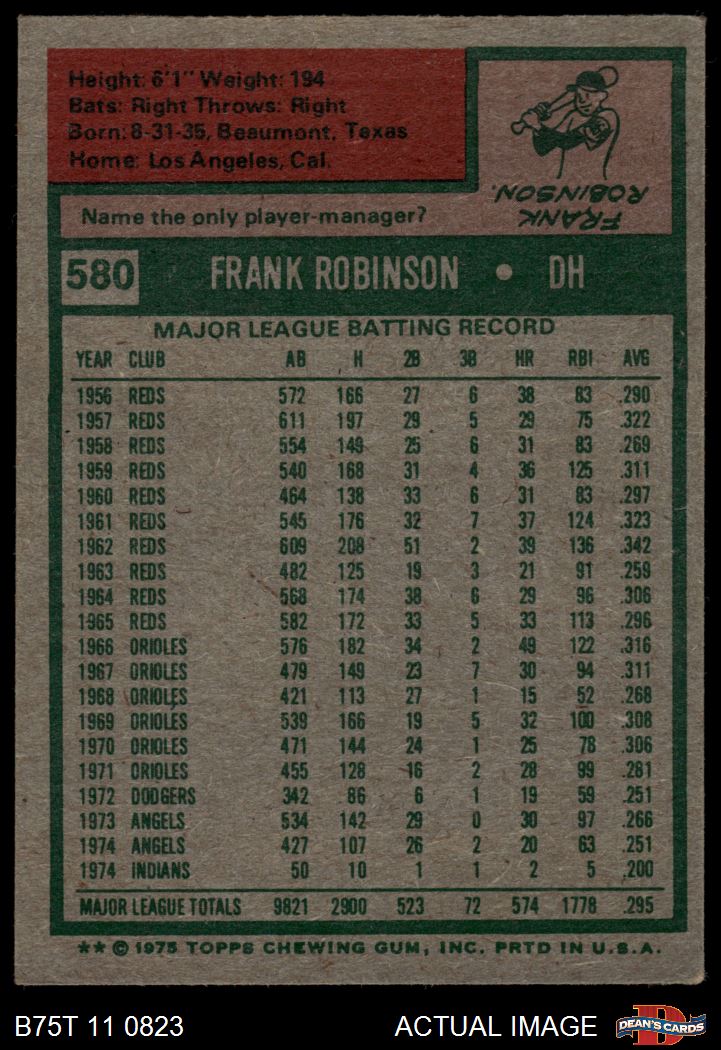 Height: 6'1" Weight: 194
Bats: Right Throws: Right
Born: 8-31-35, Beaumont, Texas
Home: Los Angeles, Cal.
Name the only player-manager?
FRANK
ROBINSON.
580 FRANK ROBINSON • DH
MAJOR LEAGUE BATTING RECORD
YEAR CLUB AB H 2B 3B HR RBI AVG
1956 REDS 572 166 27 6 38 83 .290
1957 REDS 611 197 29 5 29 75 .322
1958 REDS 554 149 25 6 31 83 .269
1959 REDS 540 168 31 4 36 125 .311
1960 REDS 464 138 33 6 31 83 .297
1961 REDS 545 176 32 7 37 124 .323
1962 REDS 609 208 51 2 39 136 .342
1963 REDS 482 125 19 3 21 91 .259
1964 REDS 568 174 38 6 29 96 .306
1965 REDS 582 172 33 5 33 113 .296
1966 ORIOLES 576 182 34 2 49 122 .316
1967 ORIOLES 479 149 23 7 30 94 .311
1968 ORIOLES 421 113 27 1 15 52 .268
1969 ORIOLES 539 166 19 5 32 100 .308
1970 ORIOLES 471 144 24 1 25 78 .306
1971 ORIOLES 455 128 16 2 28 99 .281
1972 DODGERS 342 86 6 1 19 59 .251
1973 ANGELS 534 142 29 0 30 97 .266
1974 ANGELS 427 107 26 2 20 63 .251
1974 INDIANS 50 10 1 1 2 5 .200
MAJOR LEAGUE TOTALS 9821 2900 523 72 574 1778 .295
** © 1975 TOPPS CHEWING GUM, INC. PRTD IN U.S.A.
B75T 11 0823 ACTUAL IMAGE DEAN'S CARDS